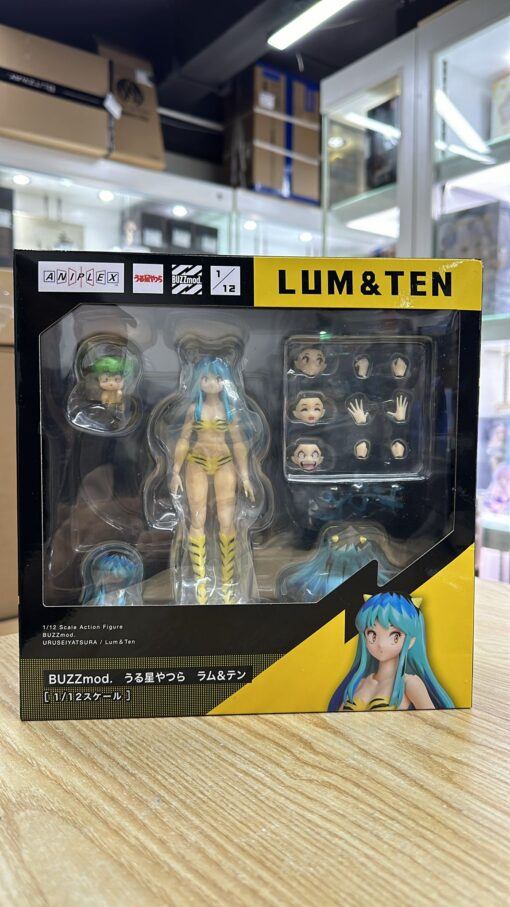 ANIPLEX
うる星やつら
BUZZmod.
1/12
LUM&TEN
1/12 Scale Action Figure
BUZZmod.
URUSEIYATSURA / Lum&Ten
BUZZmod. うる星やつら ラム&テン
[ 1/12スケール ]